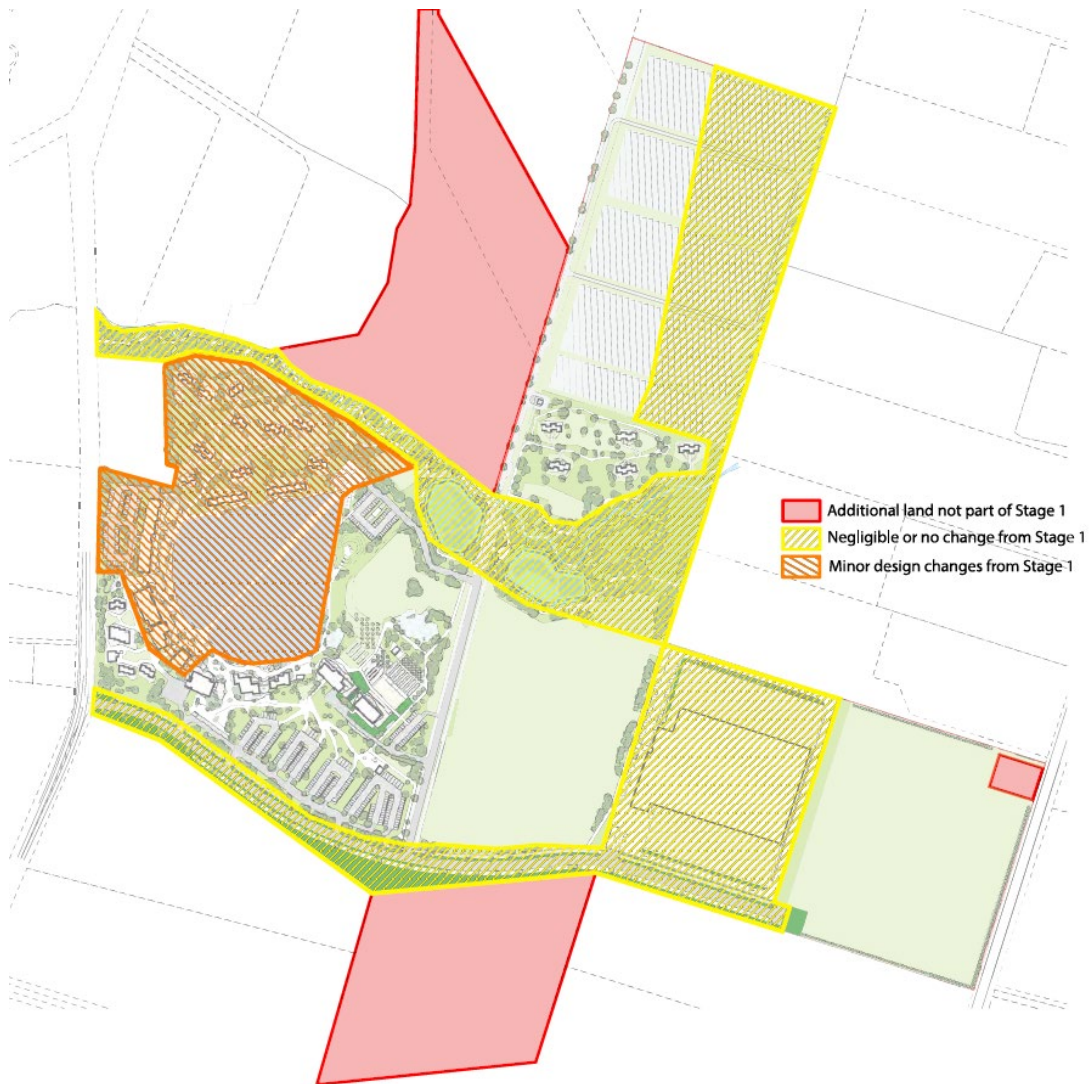 Additional land not part of Stage 1
Negligible or no change from Stage 1
Minor design changes from Stage 1